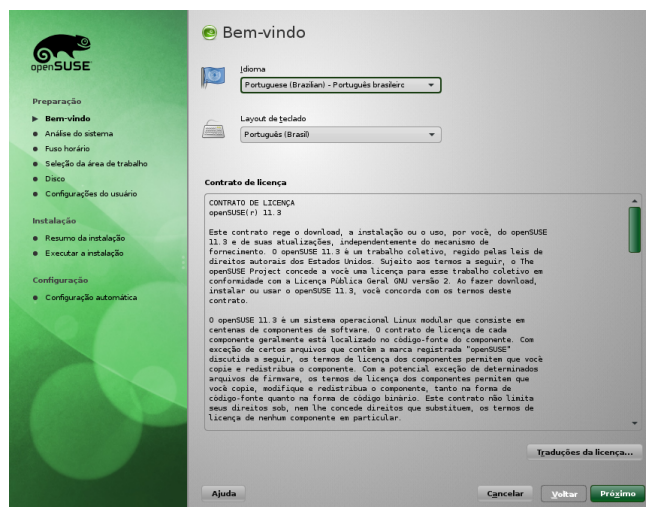 openSUSE
Preparação
Bem-vindo
Análise do sistema
Fuso horário
Seleção da área de trabalho
Disco
Configurações do usuário
Instalação
Resumo da instalação
Executar a instalação
Configuração
Configuração automática
Bem-vindo
Idioma
Portuguese (Brazilian) - Português brasileirc
Layout de teclado
Português (Brasil)
Contrato de licença
CONTRATO DE LICENÇA
openSUSE(r) 11.3
Este contrato rege o download, a instalação ou o uso, por você, do openSUSE
11.3 e de suas atualizações, independentemente do mecanismo de
fornecimento. O openSUSE 11.3 é um trabalho coletivo, regido pelas leis de
direitos autorais dos Estados Unidos. Sujeito aos termos a seguir, o The
openSUSE Project concede a você uma licença para esse trabalho coletivo em
conformidade com a Licença Pública Geral GNU versão 2. Ao fazer download,
instalar ou usar o openSUSE 11.3, você concorda com os termos deste
contrato.
O openSUSE 11.3 é um sistema operacional Linux modular que consiste em
centenas de componentes de software. O contrato de licença de cada
componente geralmente está localizado no código-fonte do componente. Com
exceção de certos arquivos que contêm a marca registrada "openSUSE"
discutida a seguir, os termos de licença dos componentes permitem que você
copie e redistribua o componente. Com a potencial exceção de determinados
arquivos de firmware, os termos de licença dos componentes permitem que
você copie, modifique e redistribua o componente, tanto na forma de
código-fonte quanto na forma de código binário. Este contrato não limita
seus direitos sob, nem lhe concede direitos que substituem, os termos de
licença de nenhum componente em particular.
Traduções da licença...
Ajuda
Cancelar
Voltar
Próximo